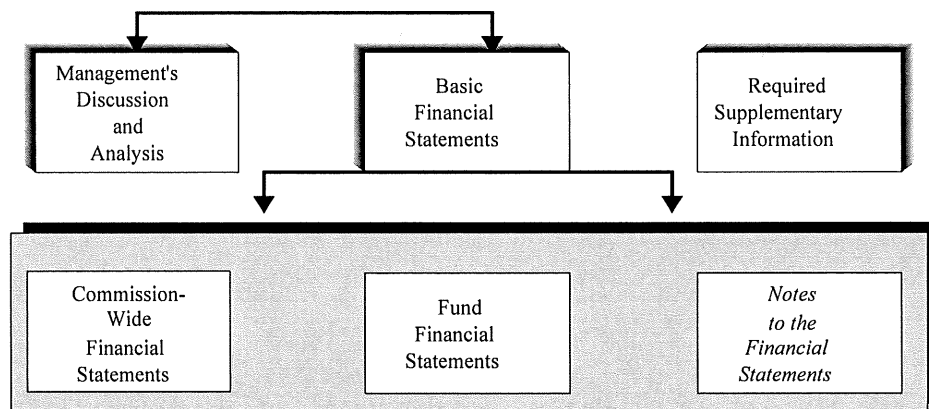 Management's
Discussion
and
Analysis
Basic
Financial
Statements
Required
Supplementary
Information
Commission-
Wide
Financial
Statements
Fund
Financial
Statements
Notes
to the
Financial
Statements